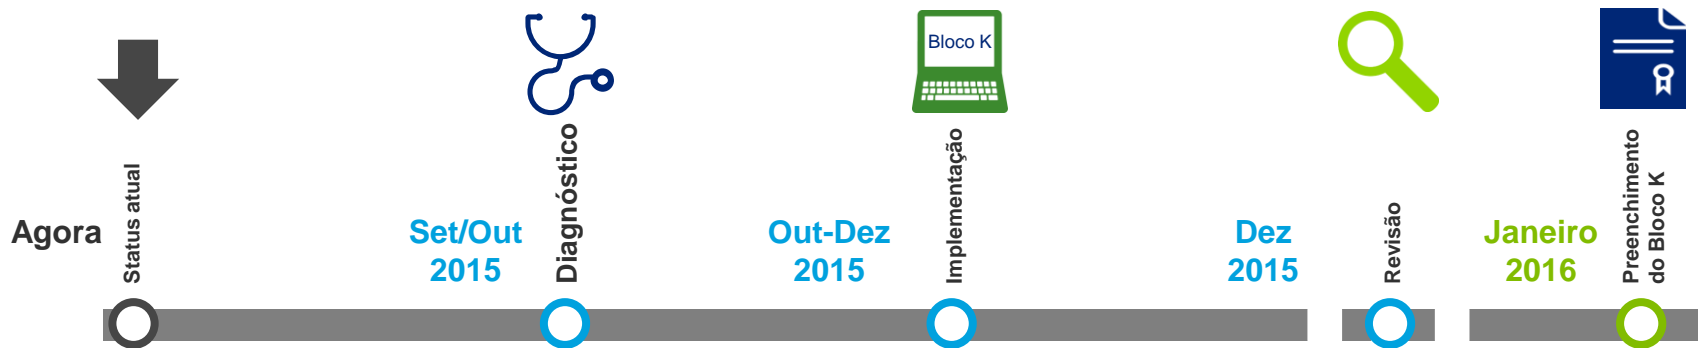 Agora
Status atual
Set/Out
2015
Diagnóstico
Out-Dez
2015
Bloco K
Implementação
Dez
2015
Revisão
Janeiro
2016
Preenchimento
do Bloco K